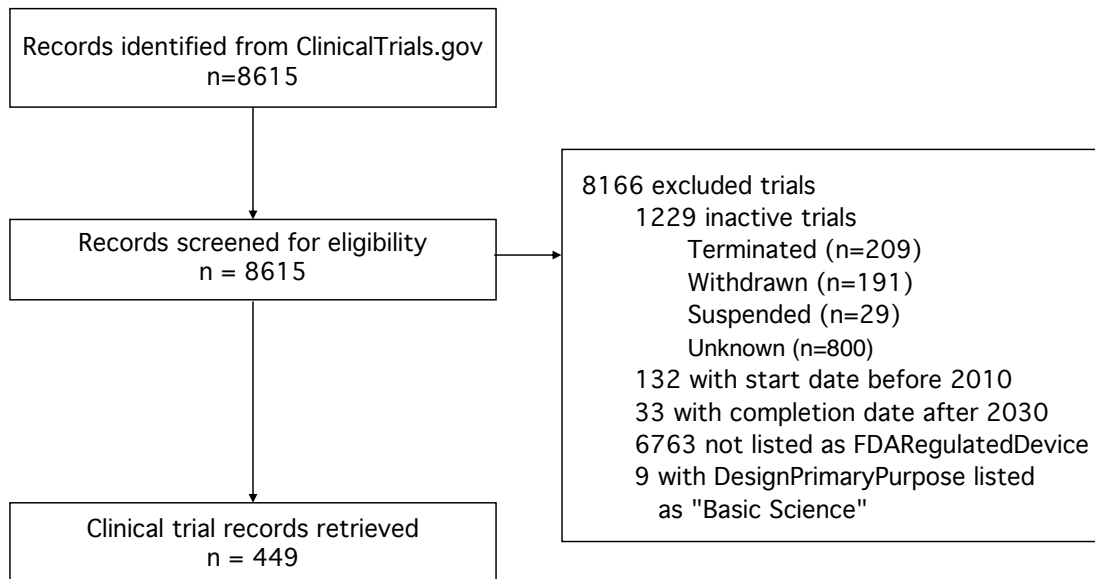 Records identified from ClinicalTrials.gov
n=8615
Records screened for eligibility
n = 8615
8166 excluded trials
1229 inactive trials
Terminated (n=209)
Withdrawn (n=191)
Suspended (n=29)
Unknown (n=800)
132 with start date before 2010
33 with completion date after 2030
6763 not listed as FDARegulatedDevice
9 with DesignPrimaryPurpose listed
as "Basic Science"
Clinical trial records retrieved
n = 449